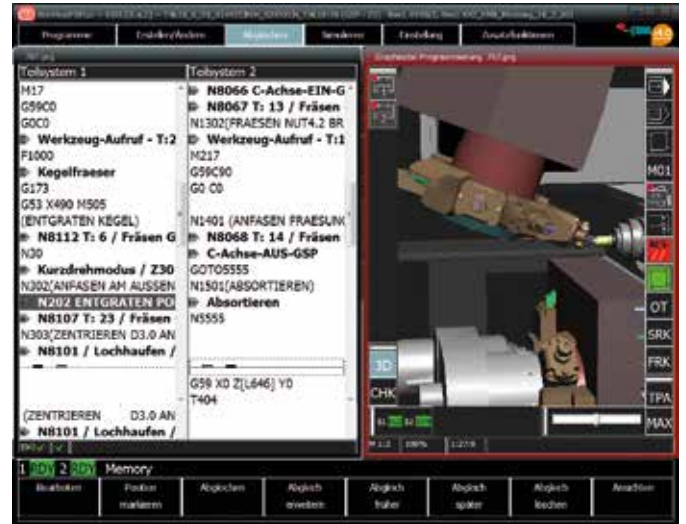 Programme
Erstellen/Ändern
Abgleichen
Simulieren
Einstellung
Zusatzfunktionen
Teilsystem 1
M17
G59C0
G0C0
Werkzeug-Aufruf - T:2
F1000
Kegelfraeser
G173
G53 X490 M505
(ENTGRATEN KEGEL)
N8112 T: 6 / Fräsen G
N30
Kurzdrehmodus / Z30
N302(ANFASEN AM AUSSEN
N202 ENTGRATEN PO
N8107 T: 23 / Fräsen
N303(ZENTRIEREN D3.0 AN
N8101 / Lochhaufen /
(ZENTRIEREN D3.0 AN
N8101 / Lochhaufen /
Teilsystem 2
N8066 C-Achse-EIN-G
N8067 T: 13 / Fräsen
N1302(FRAESEN NUT4.2 BR
Werkzeug-Aufruf - T:1
M217
G59C90
G0 C0
N1401 (ANFASEN FRAESUNG
N8068 T: 14 / Fräsen
C-Achse-AUS-GSP
GOTO5555
N1501(ABSORTIEREN)
Absortieren
N5555
G59 X0 Z[L646] Y0
T404
Graphische Programmierung
M01
OT
SRK
FRK
TPA
MAX
3D
CHK
100%
1 RDY 2 RDY Memory
Bearbeiten
Position markieren
Abgleichen
Abgleich erweitern
Abgleich früher
Abgleich später
Abgleich löschen